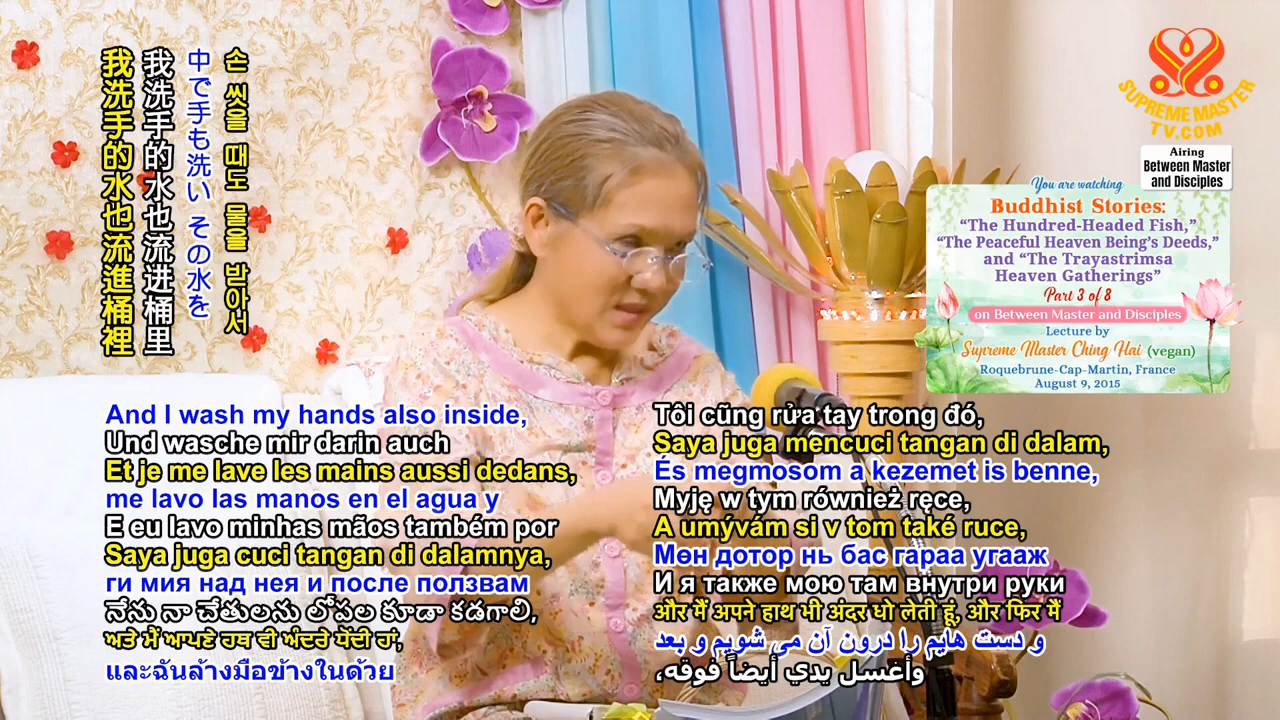 我洗手的水也流進桶裡
我洗手的水也流进桶里
中で手も洗い その水を
손 씻을 때도 물을 받아서
SUPREME MASTER
TV.COM
Airing
Between Master
and Disciples
You are watching
Buddhist Stories:
“The Hundred-Headed Fish,”
“The Peaceful Heaven Being’s Deeds,”
and “The Trayastrimsa
Heaven Gatherings”
Part 3 of 8
on Between Master and Disciples
Lecture by
Supreme Master Ching Hai (vegan)
Roquebrune-Cap-Martin, France
August 9, 2015
And I wash my hands also inside,
Und wasche mir darin auch
Et je me lave les mains aussi dedans,
me lavo las manos en el agua y
E eu lavo minhas mãos também por
Saya juga cuci tangan di dalamnya,
ги мия над нея и после ползвам
నేను నా చేతులను లోపల కూడా కడగాలి,
ਅਤੇ ਮੈਂ ਆਪਣੇ ਹਥ ਵੀ ਅੰਦਰੇ ਧੋਂਦੀ ਹਾਂ,
และฉันล้างมือข้างในด้วย
Tôi cũng rửa tay trong đó,
Saya juga mencuci tangan di dalam,
És megmosom a kezemet is benne,
Myję w tym również ręce,
A umývám si v tom také ruce,
Мөн дотор нь бас гараа угааж
И я также мою там внутри руки
और मैं अपने हाथ भी अंदर धो लेती हूं, और फिर मैं
و دست هایم را درون آن می شویم و بعد
وأغسل يدي أيضاً فوقه،